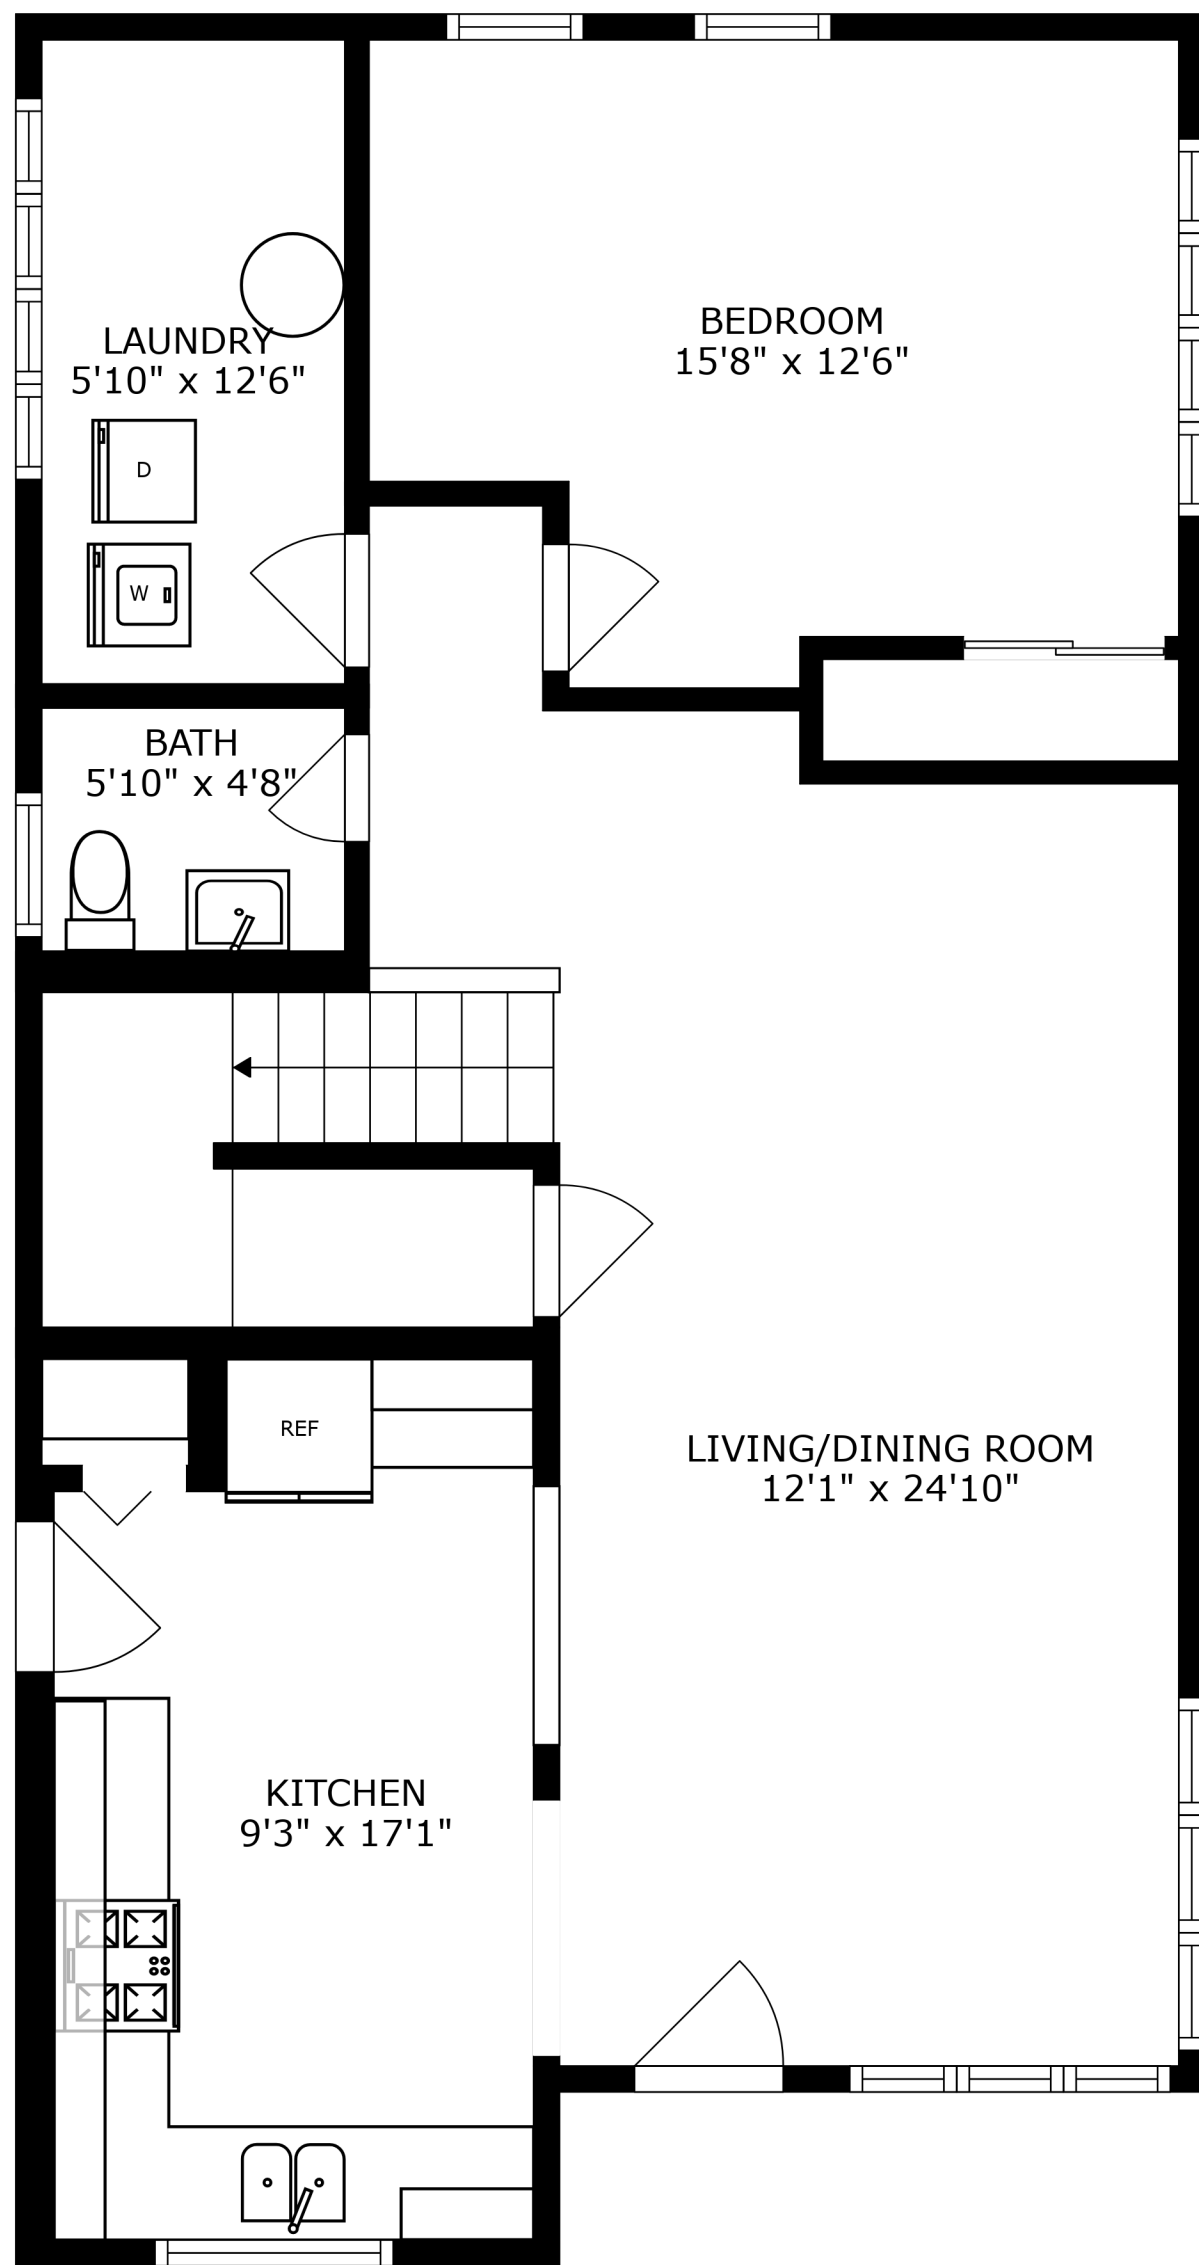 BEDROOM
15'8" x 12'6"
LAUNDRY
5'10" x 12'6"
D
W
BATH
5'10" x 4'8"
REF
LIVING/DINING ROOM
12'1" x 24'10"
KITCHEN
9'3" x 17'1"